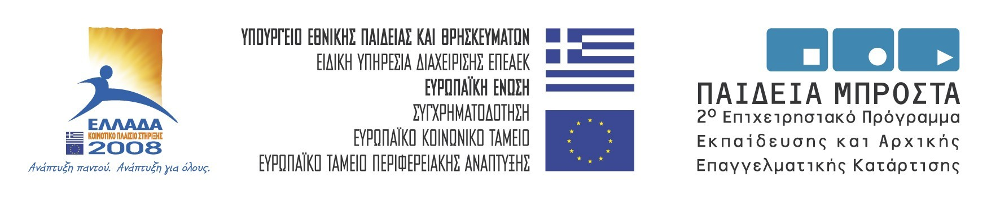 ΕΛΛΑΔΑ
ΚΟΙΝΟΤΙΚΟ ΠΛΑΙΣΙΟ ΣΤΗΡΙΞΗΣ
2008
Ανάπτυξη παντού. Ανάπτυξη για όλους.
ΥΠΟΥΡΓΕΙΟ ΕΘΝΙΚΗΣ ΠΑΙΔΕΙΑΣ ΚΑΙ ΘΡΗΣΚΕΥΜΑΤΩΝ
ΕΙΔΙΚΗ ΥΠΗΡΕΣΙΑ ΔΙΑΧΕΙΡΙΣΗΣ ΕΠΕΑΕΚ
ΕΥΡΩΠΑΪΚΗ ΕΝΩΣΗ
ΣΥΓΧΡΗΜΑΤΟΔΟΤΗΣΗ
ΕΥΡΩΠΑΪΚΟ ΚΟΙΝΩΝΙΚΟ ΤΑΜΕΙΟ
ΕΥΡΩΠΑΪΚΟ ΤΑΜΕΙΟ ΠΕΡΙΦΕΡΕΙΑΚΗΣ ΑΝΑΠΤΥΞΗΣ
ΠΑΙΔΕΙΑ ΜΠΡΟΣΤΑ
2º Επιχειρησιακό Πρόγραμμα
Εκπαίδευσης και Αρχικής
Επαγγελματικής Κατάρτισης